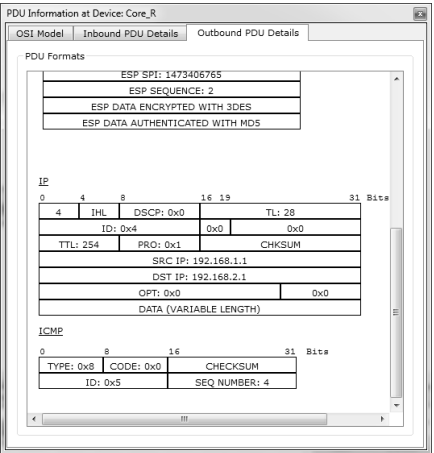 PDU Information at Device: Core_R
OSI Model Inbound PDU Details Outbound PDU Details
PDU Formats
ESP SPI: 1473406765
ESP SEQUENCE: 2
ESP DATA ENCRYPTED WITH 3DES
ESP DATA AUTHENTICATED WITH MD5
IP
0 4 8 16 19 31 Bits
4 IHL DSCP: 0x0 TL: 28
ID: 0x4 0x0 0x0
TTL: 254 PRO: 0x1 CHKSUM
SRC IP: 192.168.1.1
DST IP: 192.168.2.1
OPT: 0x0 0x0
DATA (VARIABLE LENGTH)
ICMP
0 8 16 31 Bits
TYPE: 0x8 CODE: 0x0 CHECKSUM
ID: 0x5 SEQ NUMBER: 4